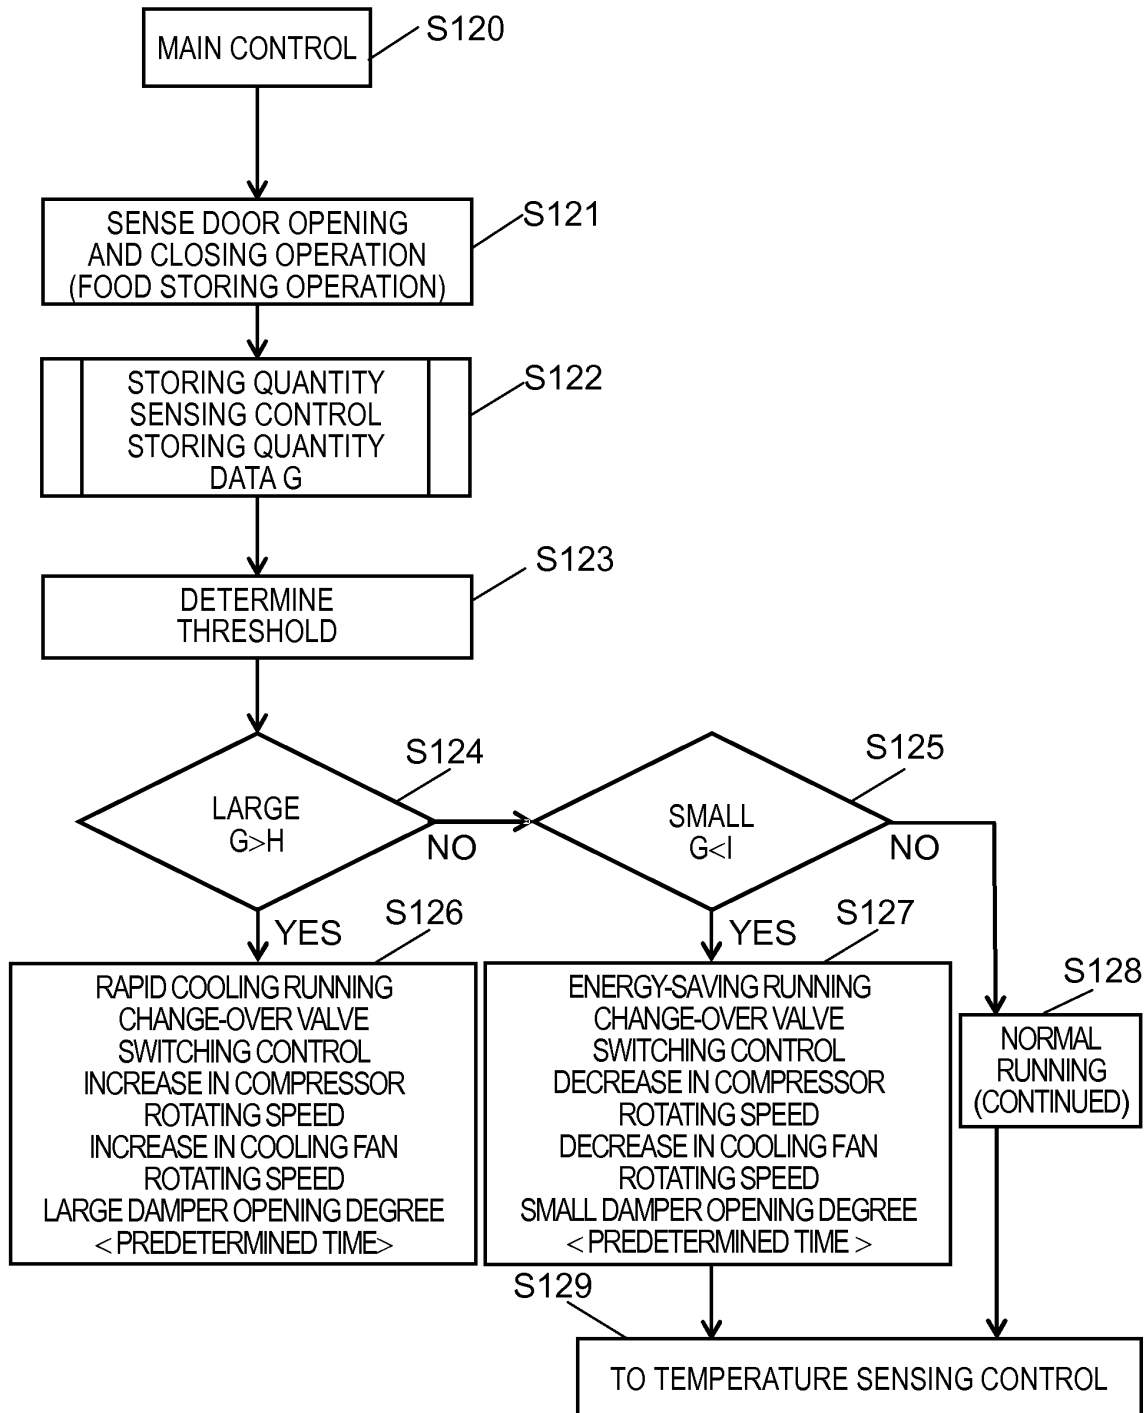 MAIN CONTROL
S120
SENSE DOOR OPENING
AND CLOSING OPERATION
(FOOD STORING OPERATION)
S121
STORING QUANTITY
SENSING CONTROL
STORING QUANTITY
DATA G
S122
DETERMINE
THRESHOLD
S123
LARGE
G>H
S124
NO
YES
SMALL
G<I
S125
NO
YES
S126
RAPID COOLING RUNNING
CHANGE-OVER VALVE
SWITCHING CONTROL
INCREASE IN COMPRESSOR
ROTATING SPEED
INCREASE IN COOLING FAN
ROTATING SPEED
LARGE DAMPER OPENING DEGREE
< PREDETERMINED TIME>
S127
ENERGY-SAVING RUNNING
CHANGE-OVER VALVE
SWITCHING CONTROL
DECREASE IN COMPRESSOR
ROTATING SPEED
DECREASE IN COOLING FAN
ROTATING SPEED
SMALL DAMPER OPENING DEGREE
< PREDETERMINED TIME >
S128
NORMAL
RUNNING
(CONTINUED)
S129
TO TEMPERATURE SENSING CONTROL